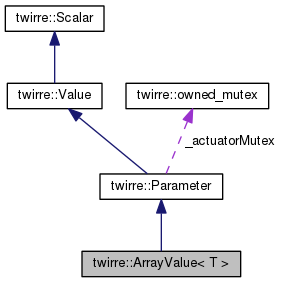 twirre::Scalar
twirre::Value
twirre::owned_mutex
_actuatorMutex
twirre::Parameter
twirre::ArrayValue< T >